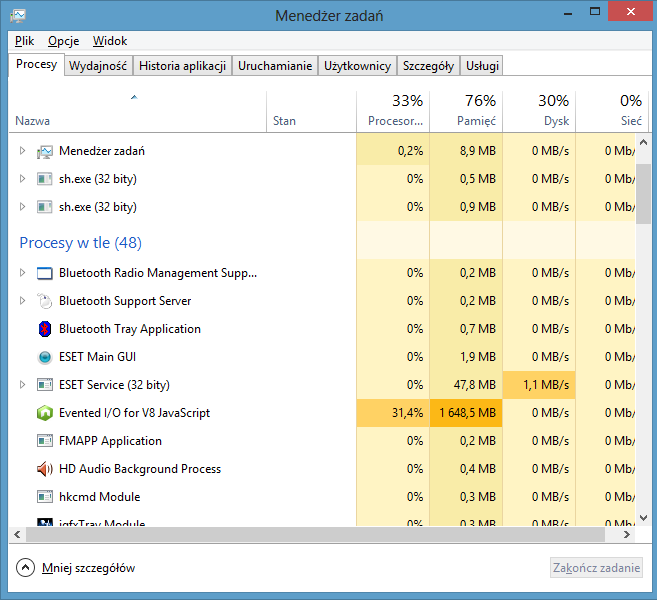 Menedżer zadań
Plik Opcje Widok
Procesy Wydajność Historia aplikacji Uruchamianie Użytkownicy Szczegóły Usługi
33% 76% 30% 0%
Nazwa Stan Procesor... Pamięć Dysk Sieć
Menedżer zadań 0,2% 8,9 MB 0 MB/s 0 Mb/
sh.exe (32 bity) 0% 0,5 MB 0 MB/s 0 Mb/
sh.exe (32 bity) 0% 0,9 MB 0 MB/s 0 Mb/
Procesy w tle (48)
Bluetooth Radio Management Supp... 0% 0,2 MB 0 MB/s 0 Mb/
Bluetooth Support Server 0% 0,2 MB 0 MB/s 0 Mb/
Bluetooth Tray Application 0% 0,7 MB 0 MB/s 0 Mb/
ESET Main GUI 0% 1,9 MB 0 MB/s 0 Mb/
ESET Service (32 bity) 0% 47,8 MB 1,1 MB/s 0 Mb/
Evented I/O for V8 JavaScript 31,4% 1 648,5 MB 0 MB/s 0 Mb/
FMAPP Application 0% 0,2 MB 0 MB/s 0 Mb/
HD Audio Background Process 0% 0,4 MB 0 MB/s 0 Mb/
hkcmd Module 0% 0,3 MB 0 MB/s 0 Mb/
igfxTray Module 0% 0,3 MB 0 MB/s 0 Mb/
Mniej szczegółów Zakończ zadanie